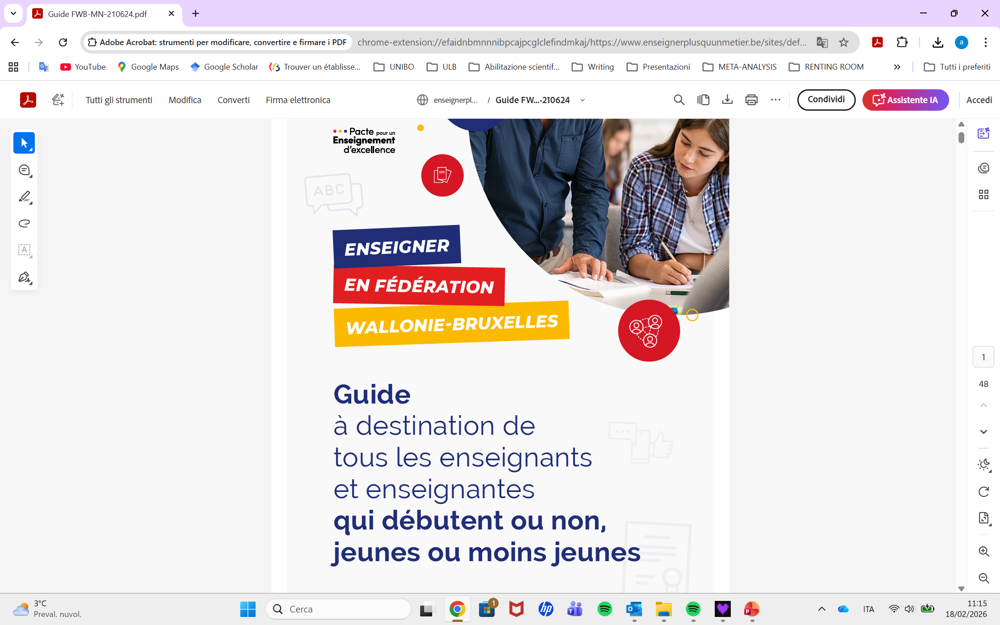 Guide FWB-MN-210624.pdf
Adobe Acrobat: strumenti per modificare, convertire e firmare i PDF
chrome-extension://efaidnbmnnnibpcajpcglclefindmkaj/https://www.enseignerplusquunmetier.be/sites/def...
a
YouTube
Google Maps
Google Scholar
Trouver un établisse...
UNIBO
ULB
Abilitazione scientif...
Writing
Presentazioni
META-ANALYSIS
RENTING ROOM
»
Tutti i preferiti
Tutti gli strumenti
Modifica
Converti
Firma elettronica
enseignerpl... / Guide FW...-210624
Condividi
Assistente IA
Accedi
Pacte pour un
Enseignement
d'excellence
ABC
ENSEIGNER
EN FÉDÉRATION
WALLONIE-BRUXELLES
Guide
à destination de
tous les enseignants
et enseignantes
qui débutent ou non,
jeunes ou moins jeunes
1
48
3°C
Preval. nuvol.
Cerca
1
ITA
11:15
18/02/2026